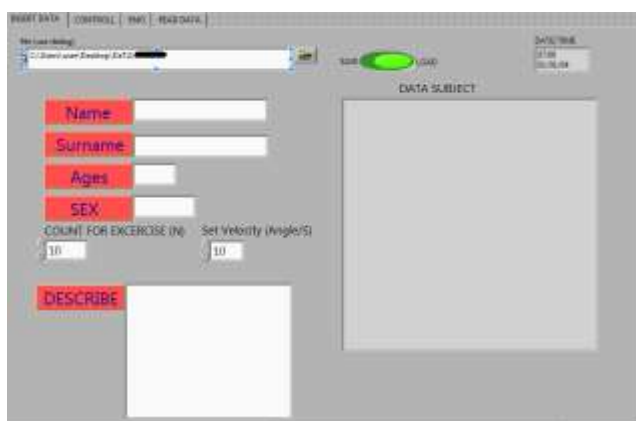 INSERT DATA CONTROLL EMG READ DATA
SAVE LOAD
DATE/TIME
DATA SUBJECT
Name
Surname
Ages
SEX
COUNT FOR EXCERCISE (N) Set Velocity (Angle/S)
10 10
DESCRIBE